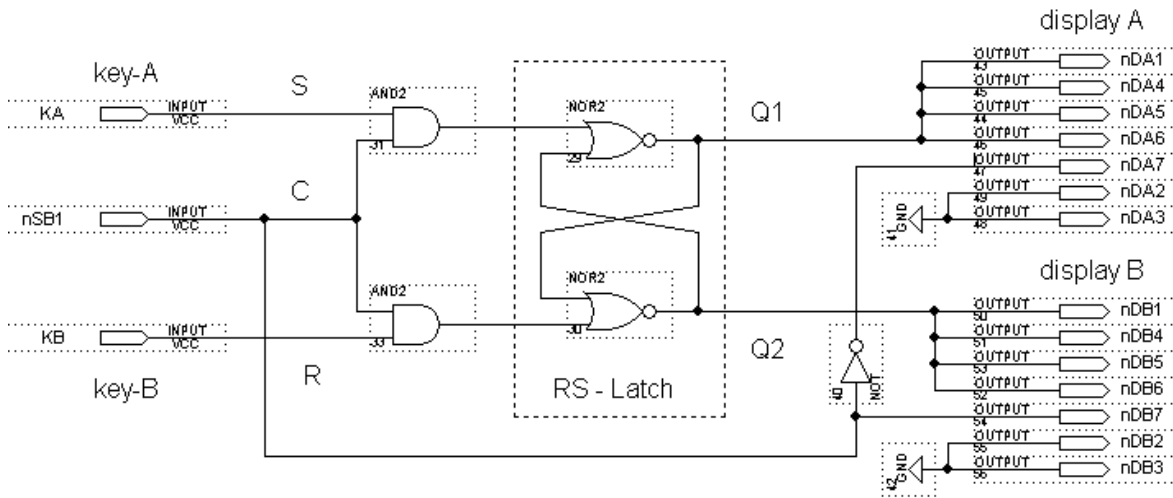 display A
key-A
S
KA
INPUT
VCC
AND2
31
NOR2
29
Q1
OUTPUT
43
nDA1
OUTPUT
45
nDA4
OUTPUT
44
nDA5
OUTPUT
46
nDA6
OUTPUT
47
nDA7
OUTPUT
49
nDA2
OUTPUT
48
nDA3
41
GND
C
nSB1
INPUT
VCC
display B
AND2
33
NOR2
30
KB
INPUT
VCC
key-B
R
RS - Latch
Q2
40
NOT
OUTPUT
50
nDB1
OUTPUT
51
nDB4
OUTPUT
53
nDB5
OUTPUT
52
nDB6
OUTPUT
54
nDB7
OUTPUT
55
nDB2
OUTPUT
56
nDB3
42
GND